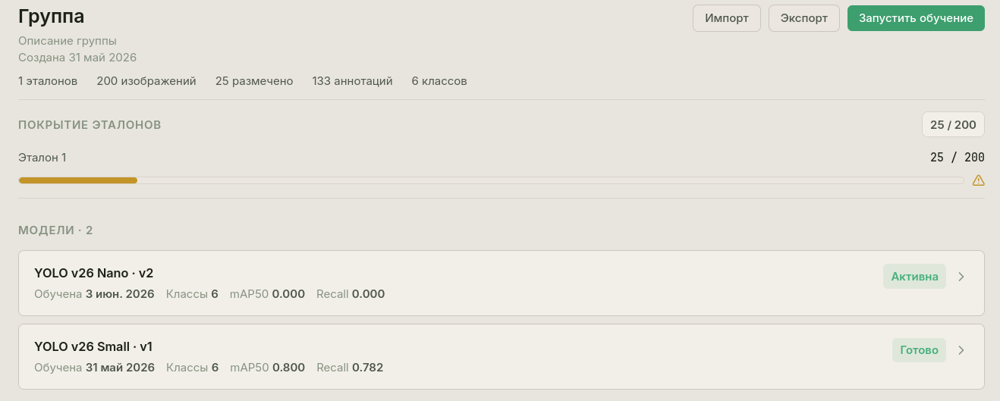 Группа
Импорт
Экспорт
Запустить обучение
Описание группы
Создана 31 май 2026
1 эталонов 200 изображений 25 размечено 133 аннотаций 6 классов
ПОКРЫТИЕ ЭТАЛОНОВ
25 / 200
Эталон 1
25 / 200
МОДЕЛИ · 2
YOLO v26 Nano · v2
Обучена 3 июн. 2026 Классы 6 mAP50 0.000 Recall 0.000
Активна
YOLO v26 Small · v1
Обучена 31 май 2026 Классы 6 mAP50 0.800 Recall 0.782
Готово